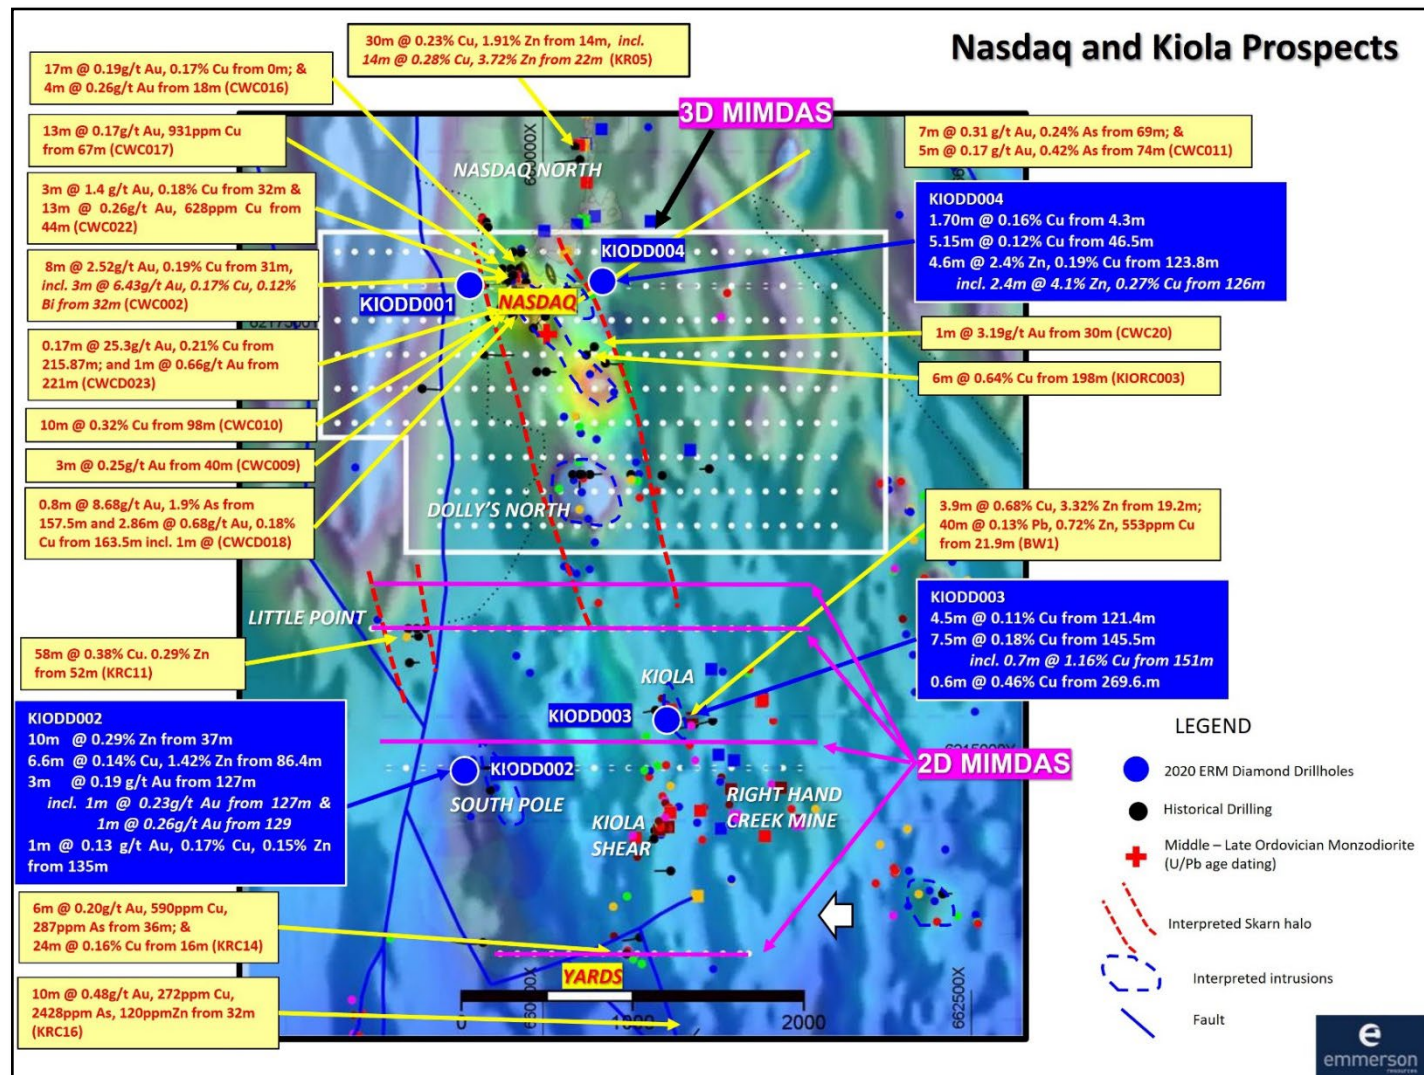 Nasdaq and Kiola Prospects
30m @ 0.23% Cu, 1.91% Zn from 14m, incl.
14m @ 0.28% Cu, 3.72% Zn from 22m (KR05)
17m @ 0.19g/t Au, 0.17% Cu from 0m; &
4m @ 0.26g/t Au from 18m (CWC016)
13m @ 0.17g/t Au, 931ppm Cu
from 67m (CWC017)
3m @ 1.4 g/t Au, 0.18% Cu from 32m &
13m @ 0.26g/t Au, 628ppm Cu from
44m (CWC022)
8m @ 2.52g/t Au, 0.19% Cu from 31m,
incl. 3m @ 6.43g/t Au, 0.17% Cu, 0.12%
Bi from 32m (CWC002)
0.17m @ 25.3g/t Au, 0.21% Cu from
215.87m; and 1m @ 0.66g/t Au from
221m (CWCD023)
10m @ 0.32% Cu from 98m (CWC010)
3m @ 0.25g/t Au from 40m (CWC009)
0.8m @ 8.68g/t Au, 1.9% As from
157.5m and 2.86m @ 0.68g/t Au, 0.18%
Cu from 163.5m incl. 1m @ (CWCD018)
58m @ 0.38% Cu. 0.29% Zn
from 52m (KRC11)
KIODD002
10m @ 0.29% Zn from 37m
6.6m @ 0.14% Cu, 1.42% Zn from 86.4m
3m @ 0.19 g/t Au from 127m
incl. 1m @ 0.23g/t Au from 127m &
1m @ 0.26g/t Au from 129
1m @ 0.13 g/t Au, 0.17% Cu, 0.15% Zn
from 135m
6m @ 0.20g/t Au, 590ppm Cu,
287ppm As from 36m; &
24m @ 0.16% Cu from 16m (KRC14)
10m @ 0.48g/t Au, 272ppm Cu,
2428ppm As, 120ppmZn from 32m
(KRC16)
3D MIMDAS
NASDAQ NORTH
660000X
KIODD004
KIODD001
NASDAQ
DOLLY'S NORTH
LITTLE POINT
KIOLA
KIODD003
6215000X
KIODD002
2D MIMDAS
SOUTH POLE
RIGHT HAND
CREEK MINE
KIOLA
SHEAR
YARDS
0
1000
2000
662500X
7m @ 0.31 g/t Au, 0.24% As from 69m; &
5m @ 0.17 g/t Au, 0.42% As from 74m (CWC011)
KIODD004
1.70m @ 0.16% Cu from 4.3m
5.15m @ 0.12% Cu from 46.5m
4.6m @ 2.4% Zn, 0.19% Cu from 123.8m
incl. 2.4m @ 4.1% Zn, 0.27% Cu from 126m
1m @ 3.19g/t Au from 30m (CWC20)
6m @ 0.64% Cu from 198m (KIORC003)
3.9m @ 0.68% Cu, 3.32% Zn from 19.2m;
40m @ 0.13% Pb, 0.72% Zn, 553ppm Cu
from 21.9m (BW1)
KIODD003
4.5m @ 0.11% Cu from 121.4m
7.5m @ 0.18% Cu from 145.5m
incl. 0.7m @ 1.16% Cu from 151m
0.6m @ 0.46% Cu from 269.6.m
LEGEND
2020 ERM Diamond Drillholes
Historical Drilling
Middle – Late Ordovician Monzodiorite
(U/Pb age dating)
Interpreted Skarn halo
Interpreted intrusions
Fault
e
emmerson
resources